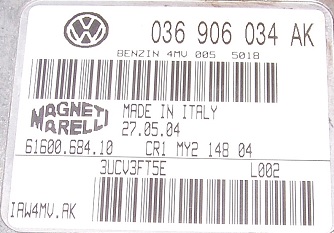 036 906 034 AK
BENZIN 4MV 005 5018
MAGNETI
MARELLI
MADE IN ITALY
27.05.04
61600.684.10 CR1 MY2 148 04
3UCV3FT5E L002
IAW4MV.AK